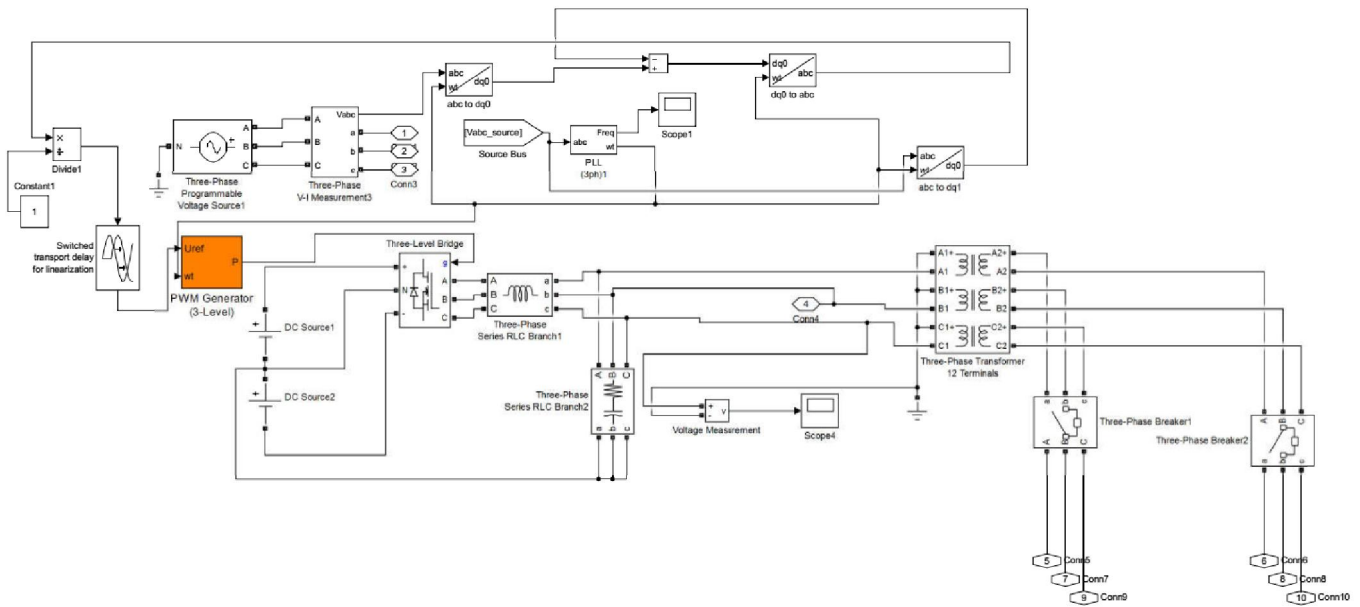 abc
wt
dq0
abc to dq0
-
+
dq0
wt
abc
dq0 to abc
Scope1
[Vabc_source]
Source Bus
abc
Freq
wt
PLL
(3ph)1
abc
wt
dq0
abc to dq1
×
÷
Divide1
Constant1
1
N
A
B
C
Three-Phase
Programmable
Voltage Source1
A
B
C
Vabc
a
b
c
Three-Phase
V-I Measurement3
1
2
3
Conn3
Switched
transport delay
for linearization
Uref
wt
P
PWM Generator
(3-Level)
DC Source1
DC Source2
Three-Level Bridge
+
N
-
g
A
B
C
A
B
C
a
b
c
Three-Phase
Series RLC Branch1
A
B
C
a
b
c
Three-Phase
Series RLC Branch2
4
Conn4
+
-
v
Voltage Measurement
Scope4
A1+
A1
B1+
B1
C1+
C1
A2+
A2
B2+
B2
C2+
C2
Three-Phase Transformer
12 Terminals
a
b
c
A
B
C
Three-Phase Breaker1
A
B
C
a
b
c
Three-Phase Breaker2
5
Conn5
7
Conn7
9
Conn9
6
Conn6
8
Conn8
10
Conn10